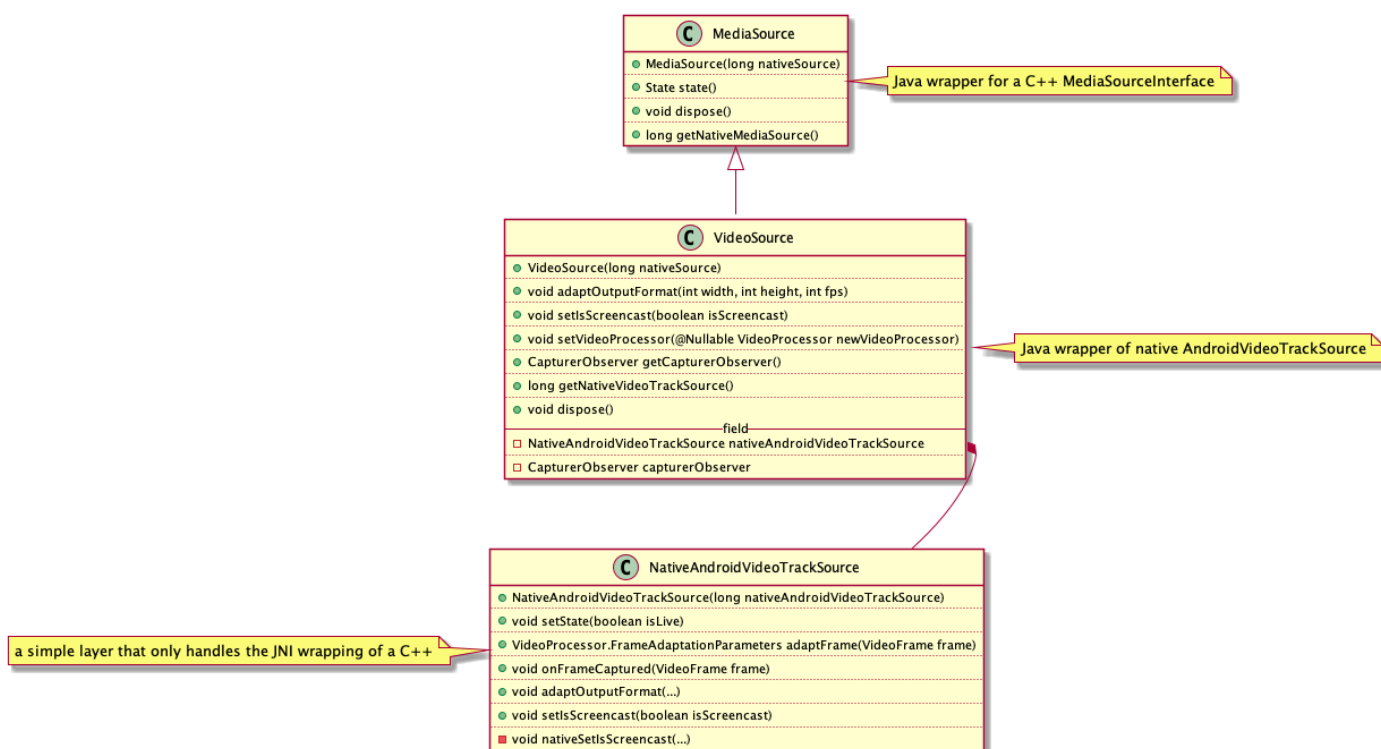 C MediaSource
MediaSource(long nativeSource)
State state()
void dispose()
long getNativeMediaSource()
Java wrapper for a C++ MediaSourceInterface
C VideoSource
VideoSource(long nativeSource)
void adaptOutputFormat(int width, int height, int fps)
void setIsScreencast(boolean isScreencast)
void setVideoProcessor(@Nullable VideoProcessor newVideoProcessor)
CapturerObserver getCapturerObserver()
long getNativeVideoTrackSource()
void dispose()
field
NativeAndroidVideoTrackSource nativeAndroidVideoTrackSource
CapturerObserver capturerObserver
Java wrapper of native AndroidVideoTrackSource
C NativeAndroidVideoTrackSource
NativeAndroidVideoTrackSource(long nativeAndroidVideoTrackSource)
void setState(boolean isLive)
VideoProcessor.FrameAdaptationParameters adaptFrame(VideoFrame frame)
void onFrameCaptured(VideoFrame frame)
void adaptOutputFormat(...)
void setIsScreencast(boolean isScreencast)
void nativeSetIsScreencast(...)
a simple layer that only handles the JNI wrapping of a C++